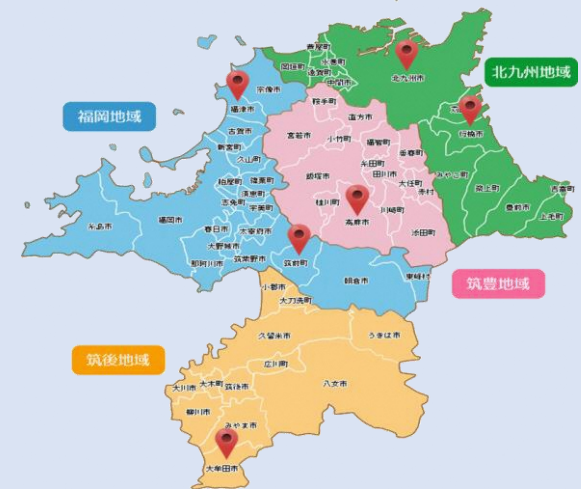 芦屋町
水巻町
岡垣町
遠賀町
中間市
北九州市
北九州地域
宗像市
福津市
鞍手町
直方市
行橋市
福岡地域
古賀市
宮若市
小竹町
福智町
新宮町
久山町
香春町
みやこ町
糸田町
粕屋町
篠栗町
飯塚市
田川市
大任町
築上町
吉富町
須恵町
赤村
志免町
宇美町
桂川町
川崎町
豊前市
上毛町
糸島市
福岡市
春日市
太宰府市
嘉麻市
添田町
大野城市
筑紫野市
那珂川市
筑前町
朝倉市
東峰村
筑豊地域
小郡市
大刀洗町
久留米市
うきは市
筑後地域
広川町
大川市
大木町
筑後市
八女市
柳川市
みやま市
大牟田市